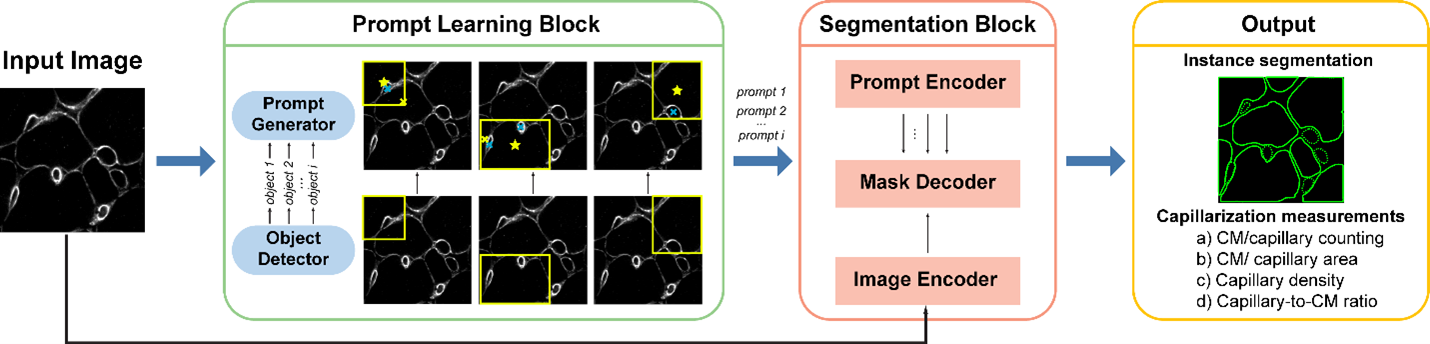 Input Image
Prompt Learning Block
Prompt
Generator
object 1
object 2
...
object i
Object
Detector
prompt 1
prompt 2
...
prompt i
Segmentation Block
Prompt Encoder
...
Mask Decoder
Image Encoder
Output
Instance segmentation
Capillarization measurements
a) CM/capillary counting
b) CM/ capillary area
c) Capillary density
d) Capillary-to-CM ratio